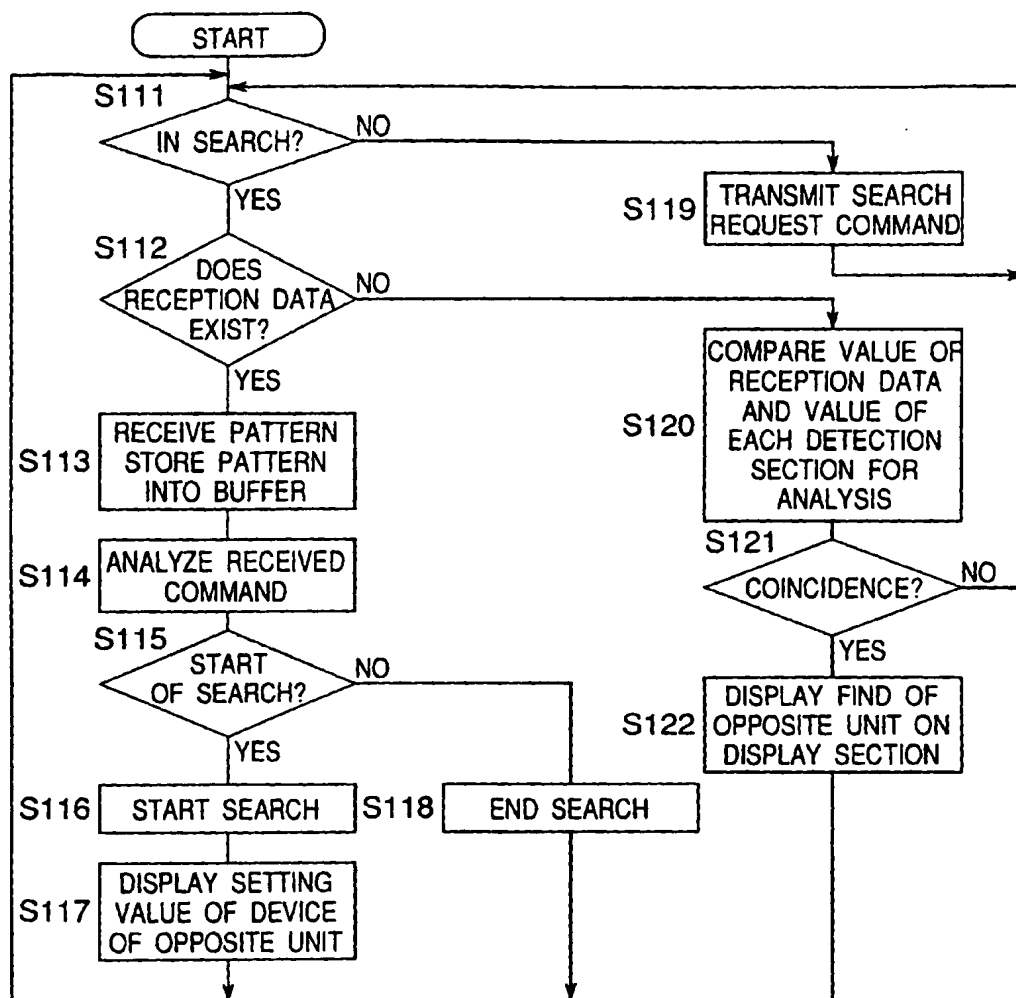 START
S111
IN SEARCH?
NO
YES
S119
TRANSMIT SEARCH
REQUEST COMMAND
S112
DOES
RECEPTION DATA
EXIST?
NO
YES
S113
RECEIVE PATTERN
STORE PATTERN
INTO BUFFER
S120
COMPARE VALUE OF
RECEPTION DATA
AND VALUE OF
EACH DETECTION
SECTION FOR
ANALYSIS
S114
ANALYZE RECEIVED
COMMAND
S121
COINCIDENCE?
NO
YES
S115
START
OF SEARCH?
NO
YES
S122
DISPLAY FIND OF
OPPOSITE UNIT ON
DISPLAY SECTION
S116
START SEARCH
S118
END SEARCH
S117
DISPLAY SETTING
VALUE OF DEVICE
OF OPPOSITE UNIT